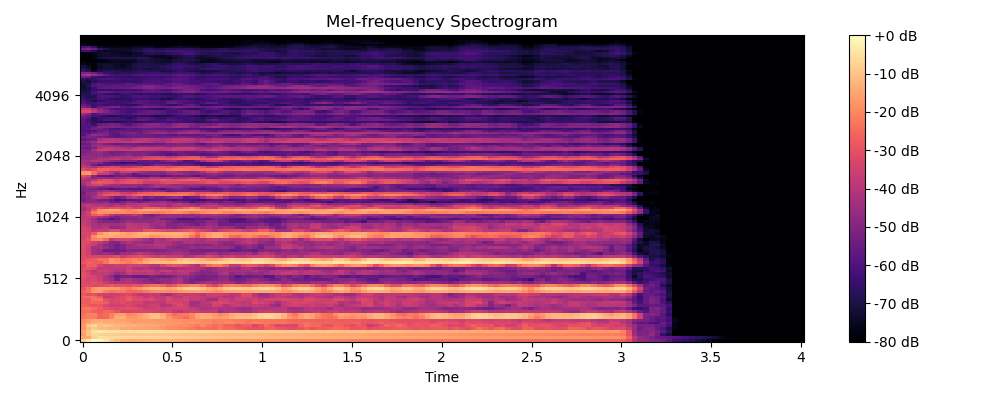 Mel-frequency Spectrogram
Hz
4096
2048
1024
512
0
0
0.5
1
1.5
2
2.5
3
3.5
4
Time
+0 dB
-10 dB
-20 dB
-30 dB
-40 dB
-50 dB
-60 dB
-70 dB
-80 dB